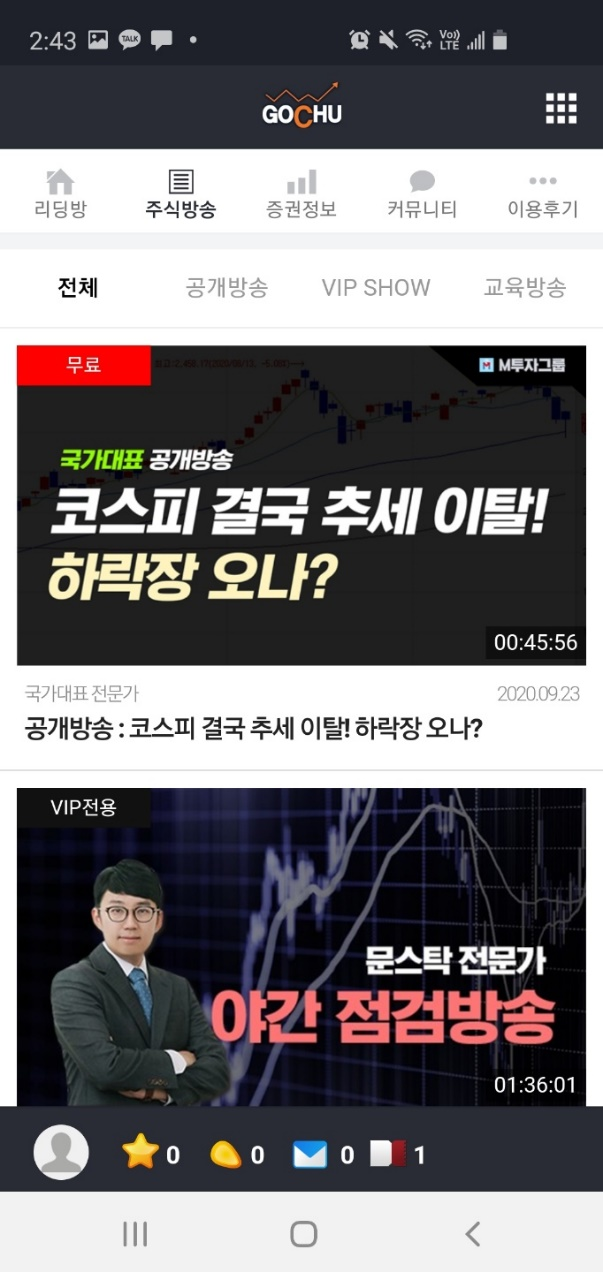 2:43 TALK Vo)) LTE
GOCHU
리딩방 주식방송 증권정보 커뮤니티 이용후기
전체 공개방송 VIP SHOW 교육방송
무료
M투자그룹
국가대표 공개방송
코스피 결국 추세 이탈!
하락장 오나?
00:45:56
국가대표 전문가 2020.09.23
공개방송 : 코스피 결국 추세 이탈! 하락장 오나?
VIP전용
문스탁 전문가
야간 점검방송
01:36:01
0 0 0 1